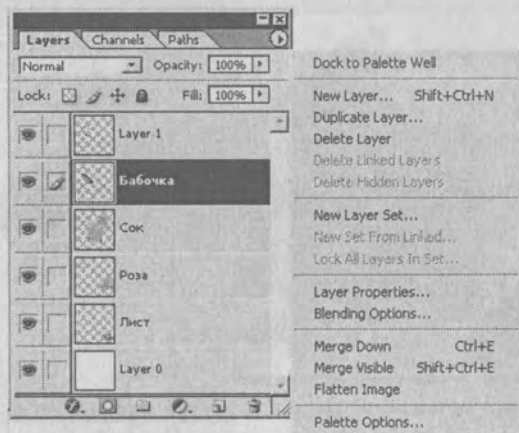 Layers Channels Paths
Normal Opacity: 100%
Lock: Fill: 100%
Layer 1
Бабочка
Сок
Роза
Лист
Layer 0
Dock to Palette Well
New Layer... Shift+Ctrl+N
Duplicate Layer...
Delete Layer
Delete Linked Layers
Delete Hidden Layers
New Layer Set...
New Set From Linked...
Lock All Layers In Set...
Layer Properties...
Blending Options...
Merge Down Ctrl+E
Merge Visible Shift+Ctrl+E
Flatten Image
Palette Options...